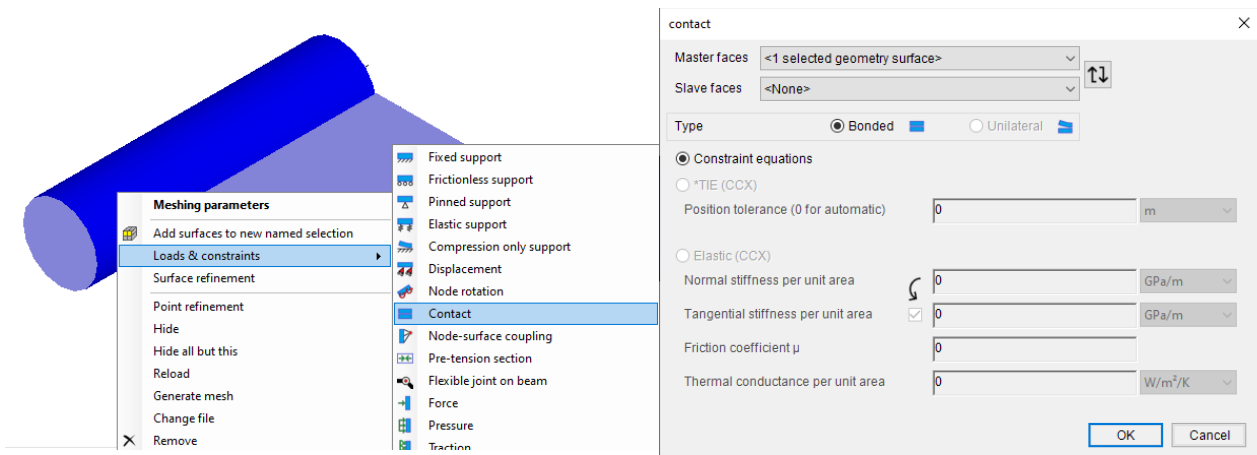 Meshing parameters
Add surfaces to new named selection
Loads & constraints
Surface refinement
Point refinement
Hide
Hide all but this
Reload
Generate mesh
Change file
Remove
Fixed support
Frictionless support
Pinned support
Elastic support
Compression only support
Displacement
Node rotation
Contact
Node-surface coupling
Pre-tension section
Flexible joint on beam
Force
Pressure
Traction
contact
Master faces <1 selected geometry surface>
Slave faces <None>
Type Bonded Unilateral
Constraint equations
*TIE (CCX)
Position tolerance (0 for automatic) 0 m
Elastic (CCX)
Normal stiffness per unit area 0 GPa/m
Tangential stiffness per unit area 0 GPa/m
Friction coefficient µ 0
Thermal conductance per unit area 0 W/m²/K
OK Cancel